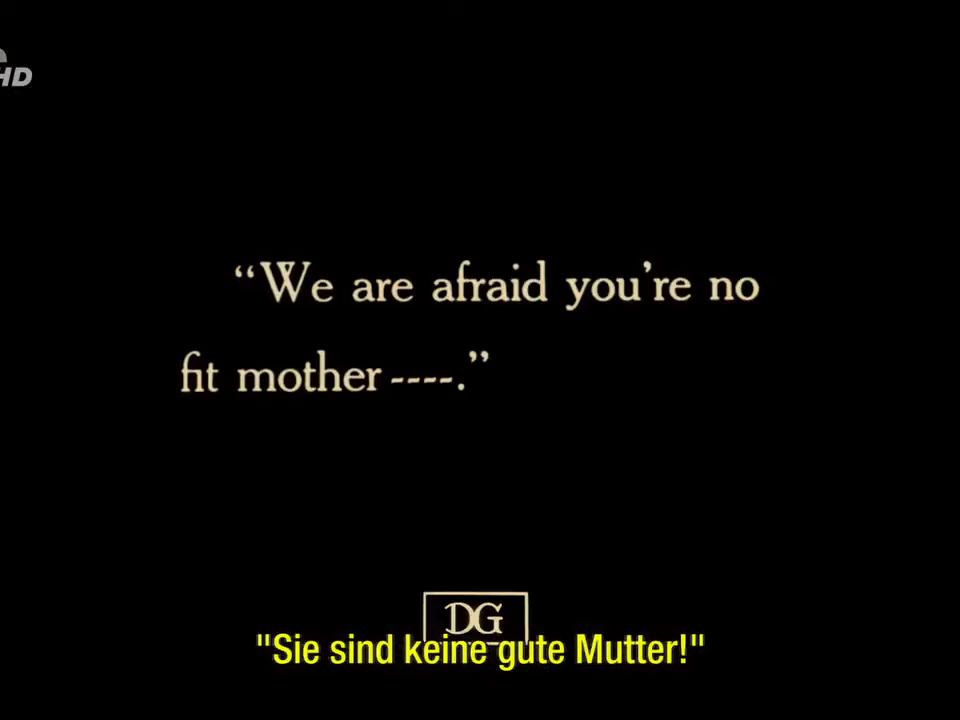 HD
“We are afraid you’re no
fit mother ----.”
DG
"Sie sind keine gute Mutter!"